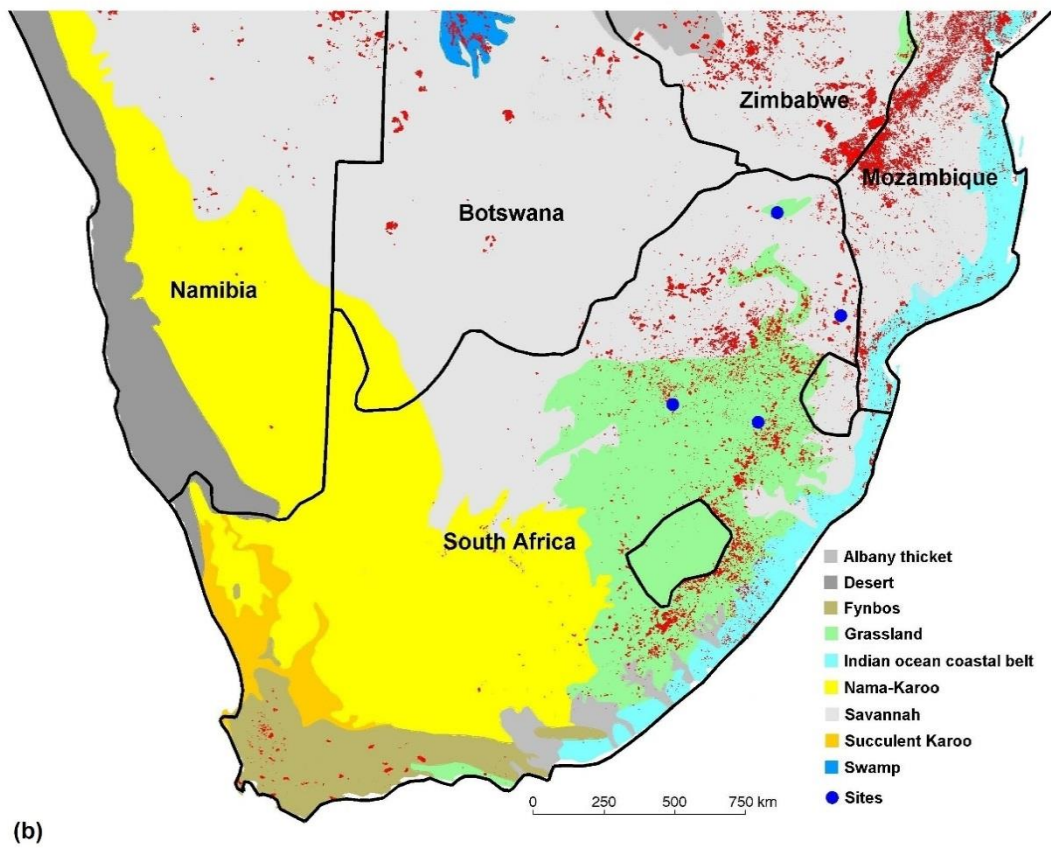 Zimbabwe
Mozambique
Botswana
Namibia
South Africa
Albany thicket
Desert
Fynbos
Grassland
Indian ocean coastal belt
Nama-Karoo
Savannah
Succulent Karoo
Swamp
Sites
0 250 500 750 km
(b)